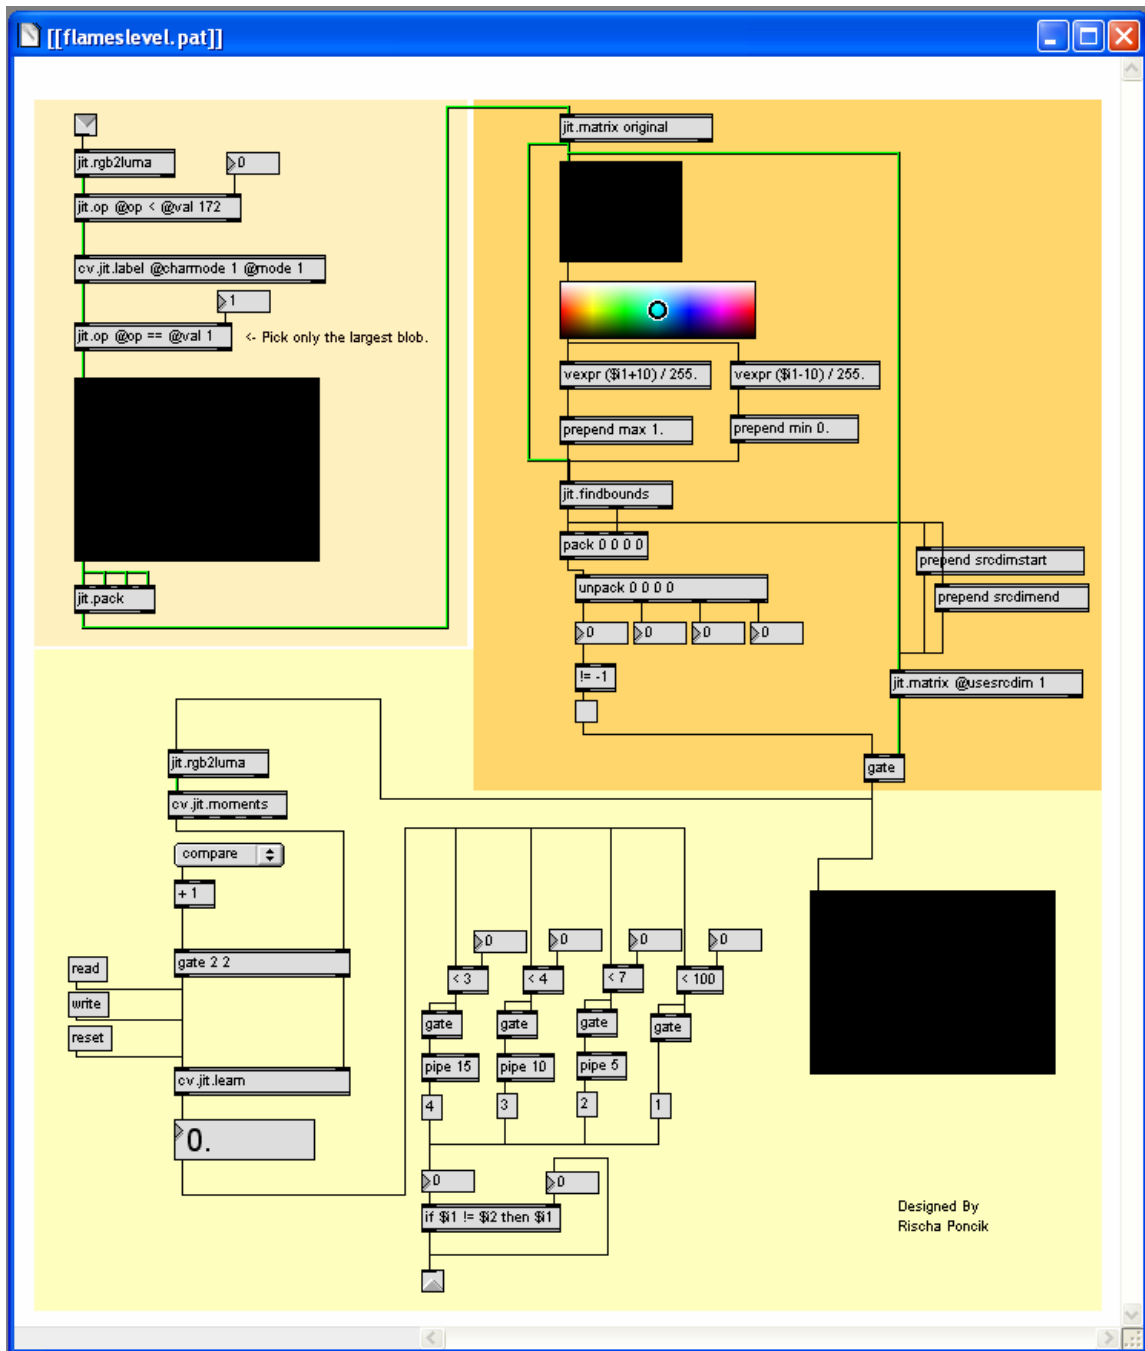 [[flameslevel.pat]]
jit.rgb2luma
0
jit.op @op < @val 172
cv.jit.label @charmode 1 @mode 1
1
jit.op @op == @val 1
<- Pick only the largest blob.
jit.pack
jit.matrix original
vexpr ($i1+10) / 255.
vexpr ($i1-10) / 255.
prepend max 1.
prepend min 0.
jit.findbounds
pack 0 0 0 0
unpack 0 0 0 0
0
0
0
0
!= -1
prepend srcdimstart
prepend srcdimend
jit.matrix @usesrcdim 1
gate
jit.rgb2luma
cv.jit.moments
compare
+ 1
gate 2 2
read
write
reset
cv.jit.learn
0.
0
0
0
0
< 3
< 4
< 7
< 100
gate
gate
gate
gate
pipe 15
pipe 10
pipe 5
4
3
2
1
0
0
if $i1 != $i2 then $i1
Designed By
Rischa Poncik